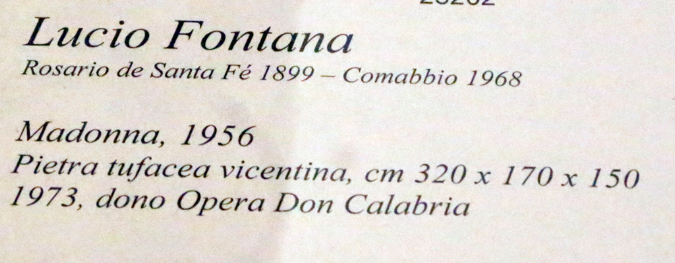 Lucio Fontana
Rosario de Santa Fé 1899 – Comabbio 1968
Madonna, 1956
Pietra tufacea vicentina, cm 320 x 170 x 150
1973, dono Opera Don Calabria